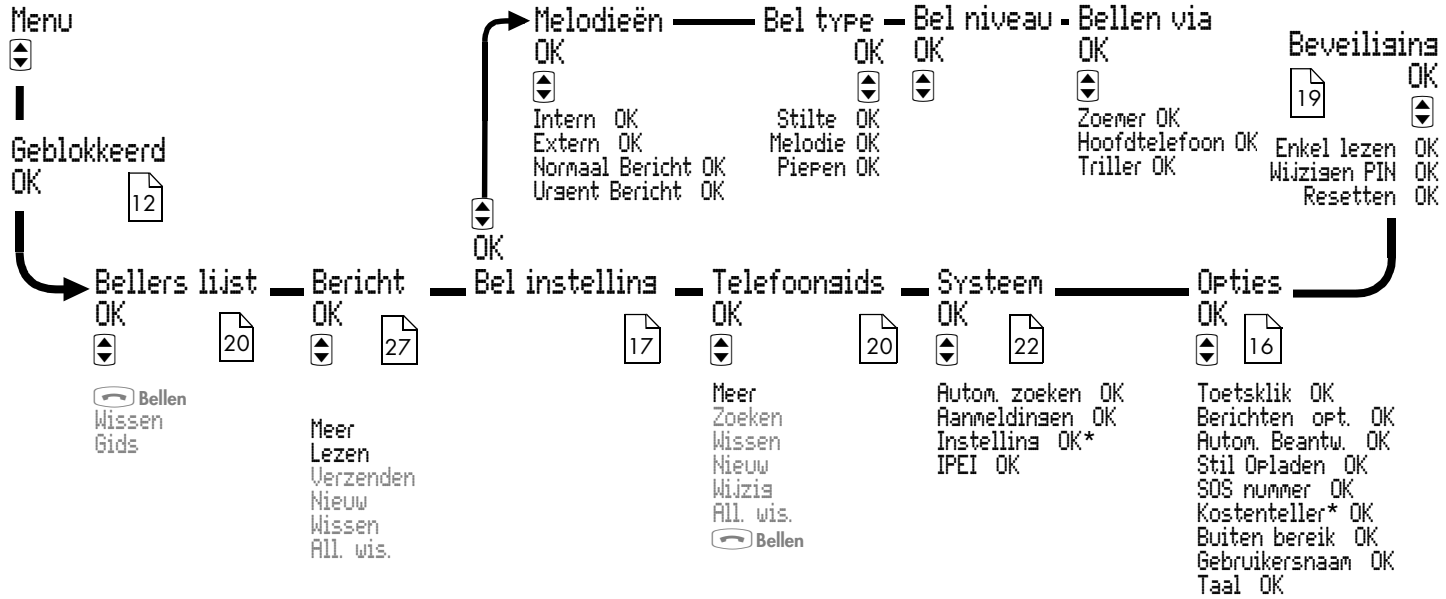 Menu
Geblokkeerd
OK
12
Melodieën
OK
Intern OK
Extern OK
Normaal Bericht OK
Urgent Bericht OK
Bel type
OK
Stilte OK
Melodie OK
Piepen OK
Bel niveau
OK
Bellen via
OK
Zoemer OK
Hoofdtelefoon OK
Triller OK
Beveiliging
OK
19
Enkel lezen OK
Wijzigen PIN OK
Resetten OK
Bellers lijst
OK
20
Bellen
Wissen
Gids
Bericht
OK
27
Meer
Lezen
Verzenden
Nieuw
Wissen
All. wis.
OK
Bel instelling
17
Telefoongids
OK
20
Meer
Zoeken
Wissen
Nieuw
Wijzig
All. wis.
Bellen
Systeem
OK
22
Autom. zoeken OK
Aanmeldingen OK
Instelling OK*
IPEI OK
Opties
OK
16
Toetsklik OK
Berichten opt. OK
Autom. Beantw. OK
Stil Opladen OK
SOS nummer OK
Kostenteller* OK
Buiten bereik OK
Gebruikersnaam OK
Taal OK